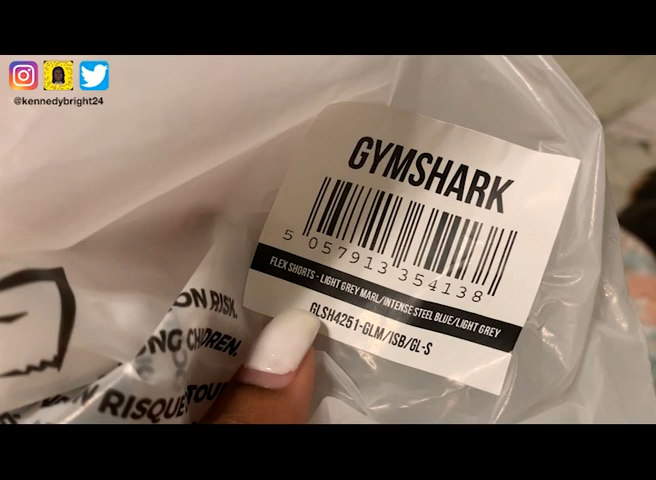 @kennedybright24
GYMSHARK
5 057913 354138
FLEX SHORTS - LIGHT GREY MARL/INTENSE STEEL BLUE/LIGHT GREY
GLSH4251-GLM/ISB/GL-S
ON RISK.
CHILDREN.
RISQUE